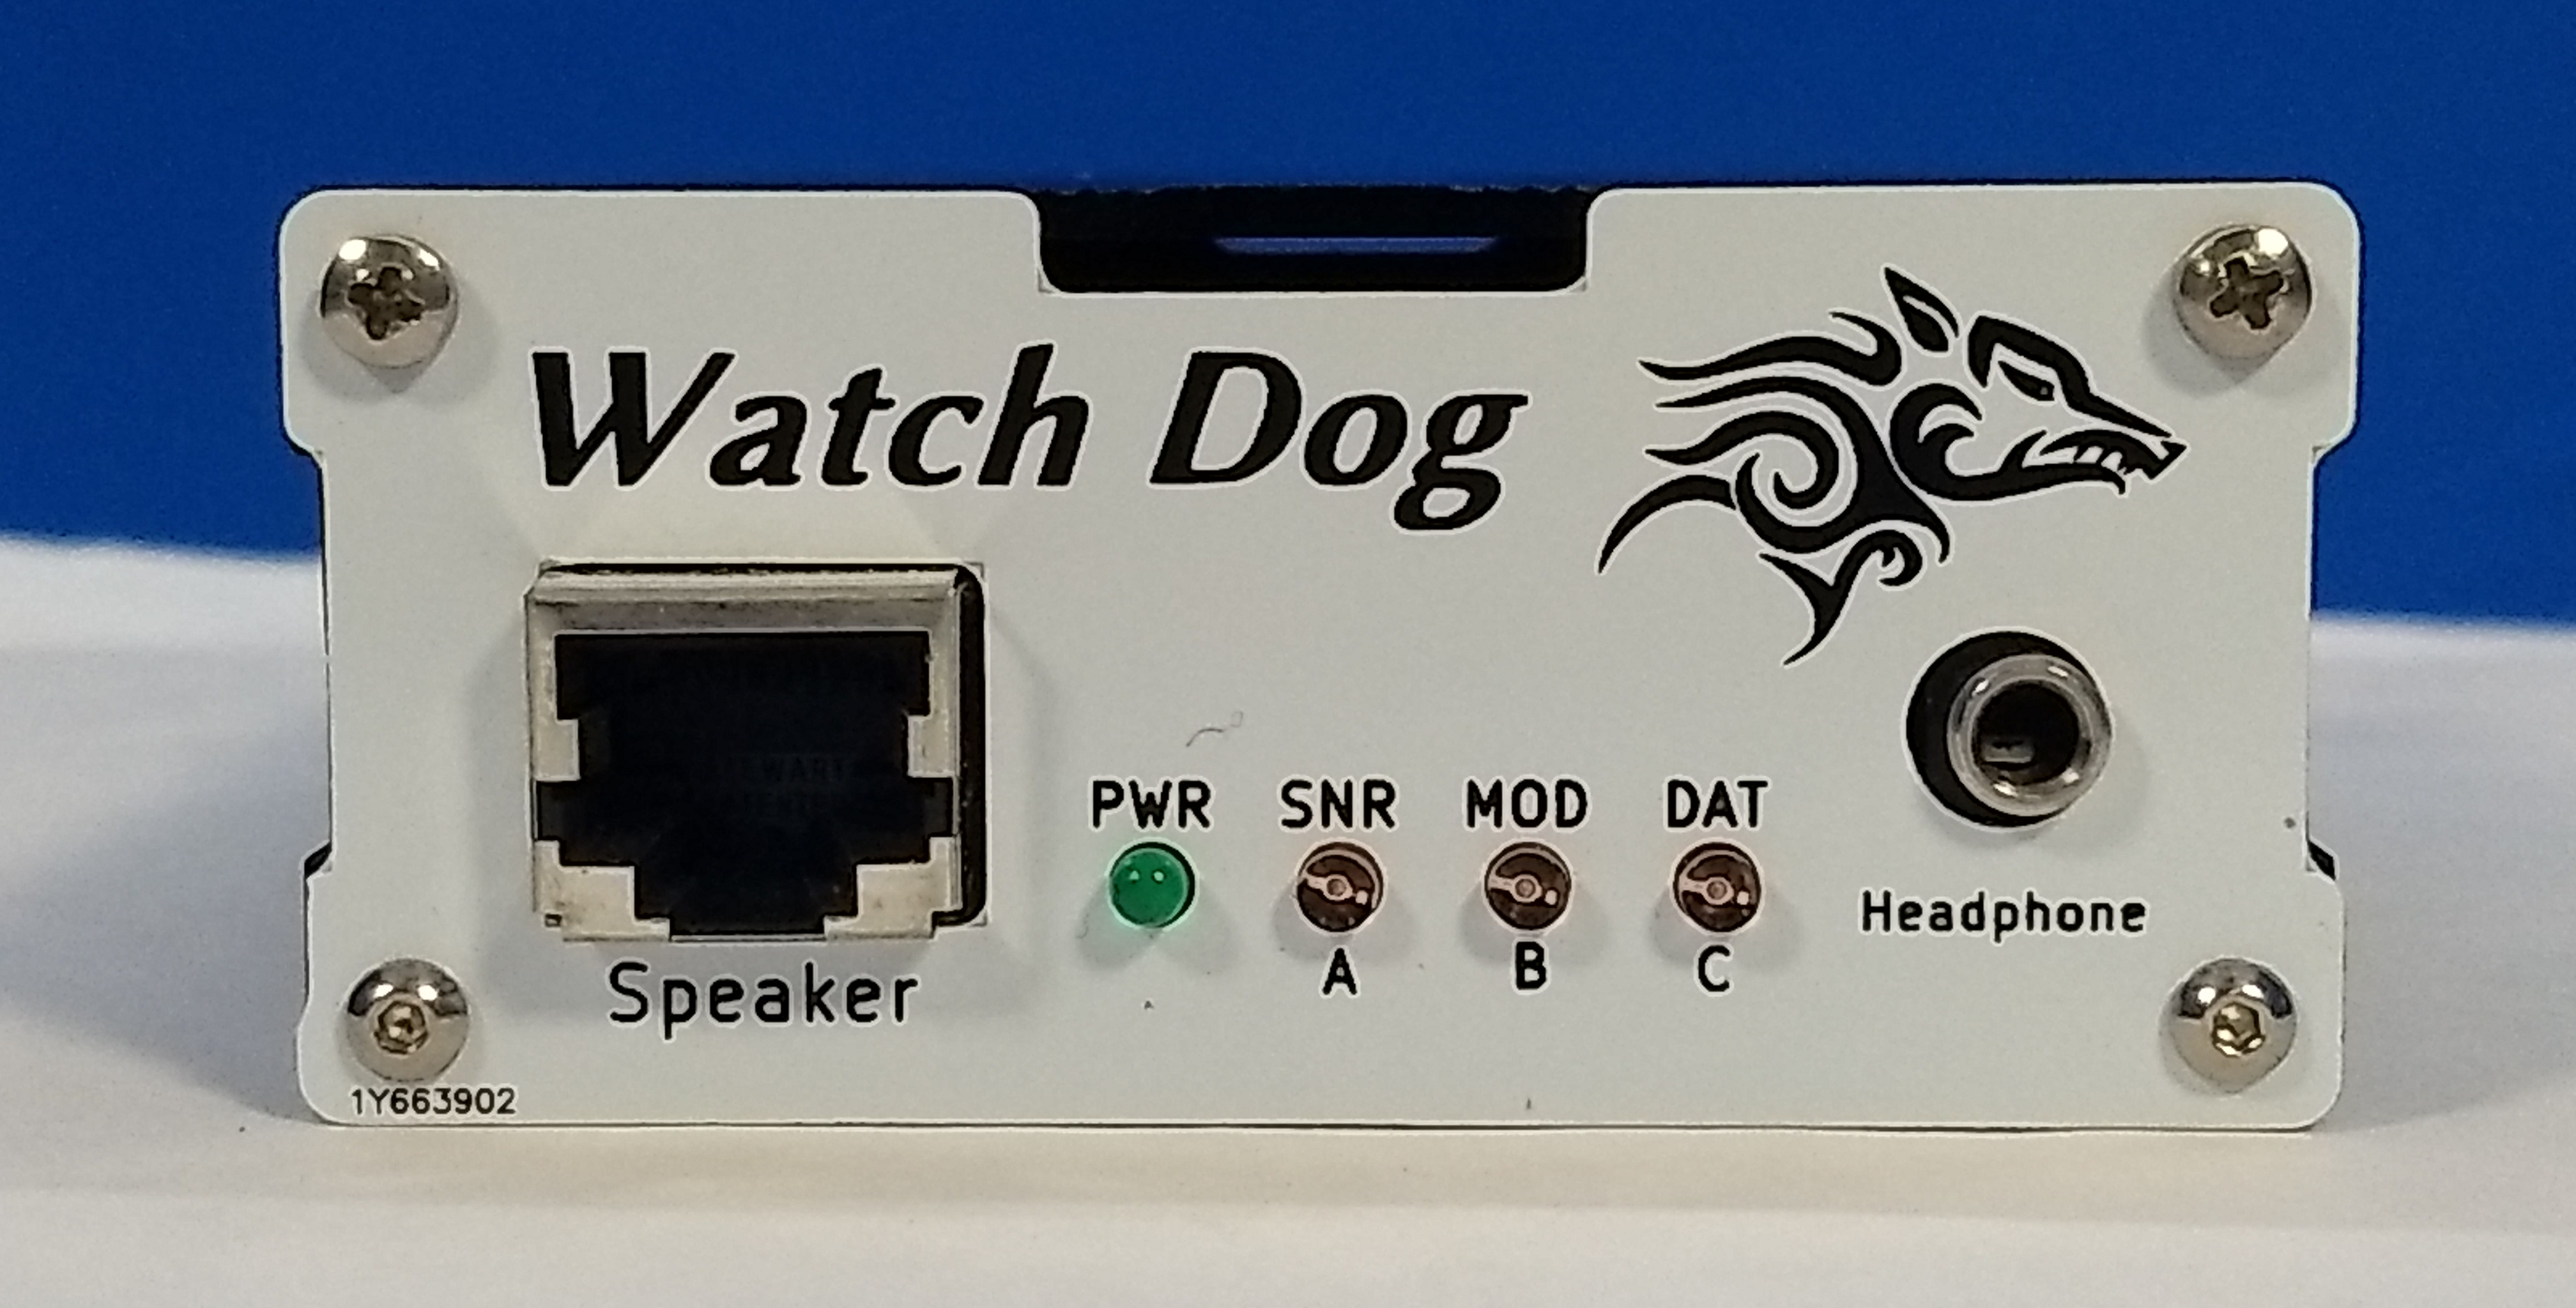 Watch Dog
PWR SNR MOD DAT
A B C
Headphone
Speaker
1Y663902